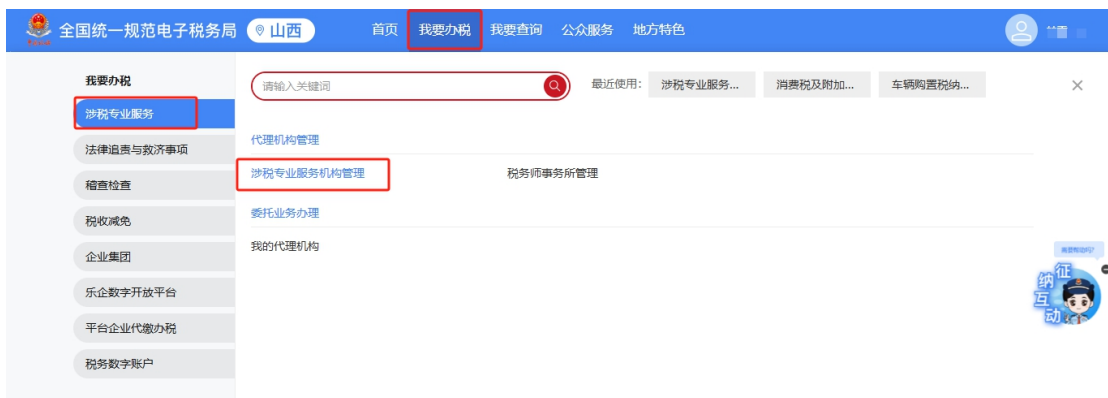 全国统一规范电子税务局 山西 首页 我要办税 我要查询 公众服务 地方特色
我要办税
请输入关键词 最近使用： 涉税专业服务... 消费税及附加... 车辆购置税纳...
涉税专业服务
代理机构管理
法律追责与救济事项
涉税专业服务机构管理 税务师事务所管理
稽查检查
税收减免
委托业务办理
我的代理机构
企业集团
乐企数字开放平台
平台企业代缴办税
税务数字账户
征纳互动